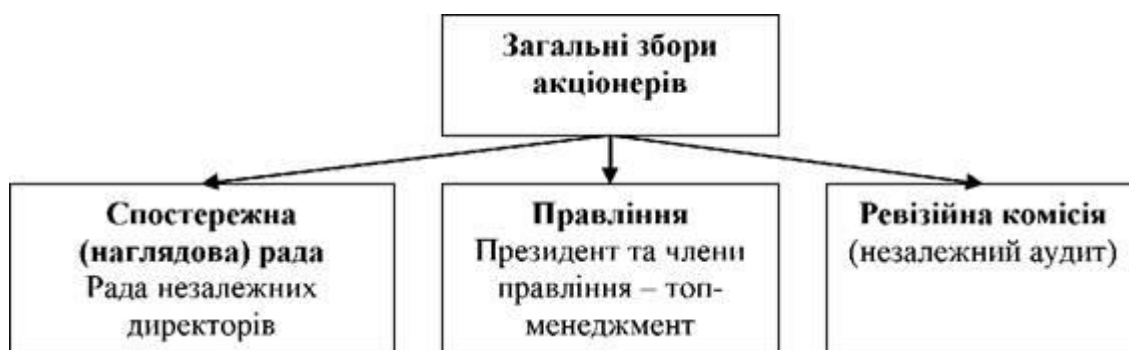 Загальні збори
акціонерів
Спостережна
(наглядова) рада
Рада незалежних
директорів
Правління
Президент та члени
правління – топ-
менеджмент
Ревізійна комісія
(незалежний аудит)